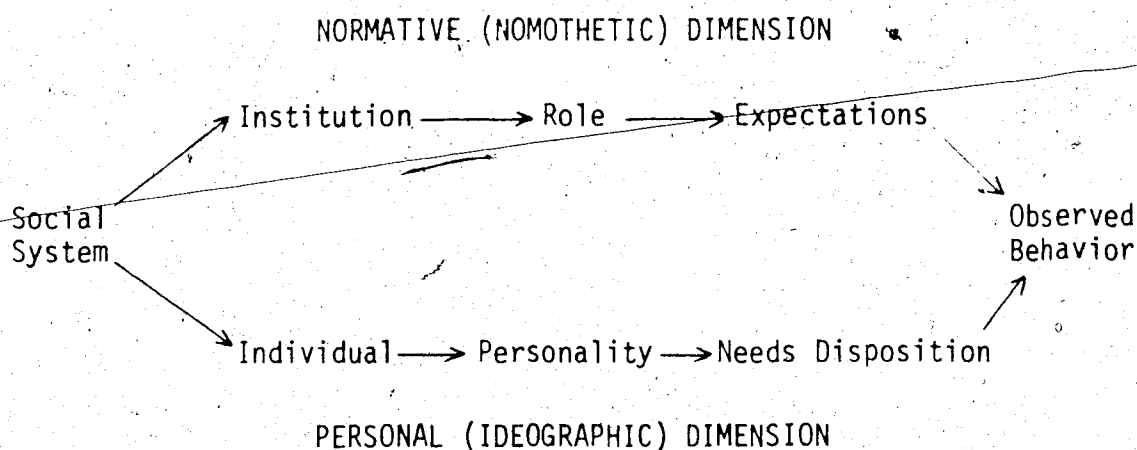 NORMATIVE (NOMOTHETIC) DIMENSION
Institution Role Expectations
Social
System
Observed
Behavior
Individual Personality Needs Disposition
PERSONAL (IDEOGRAPHIC) DIMENSION